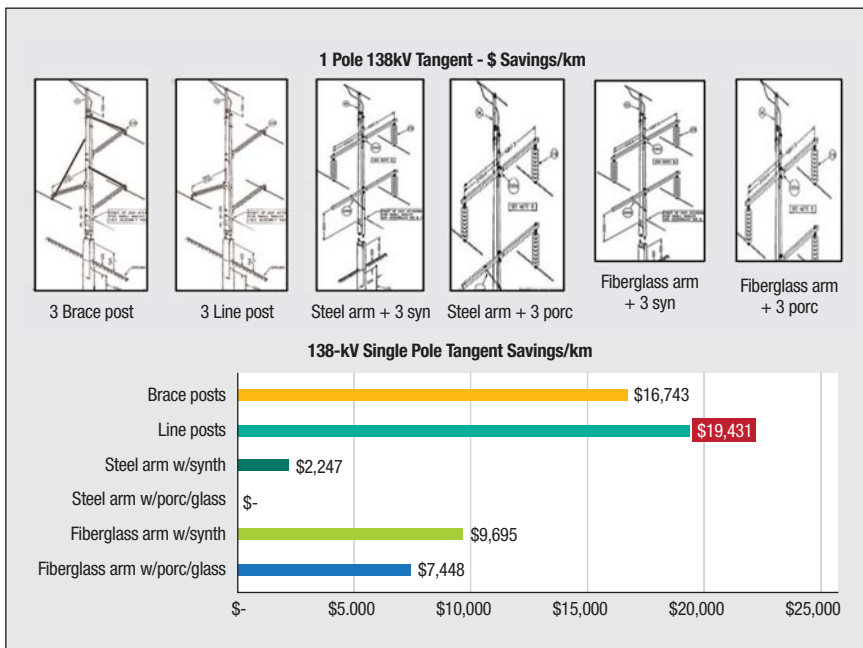 1 Pole 138kV Tangent - $ Savings/km
3 Brace post
3 Line post
Steel arm + 3 syn
Steel arm + 3 porc
Fiberglass arm
+ 3 syn
Fiberglass arm
+ 3 porc
138-kV Single Pole Tangent Savings/km
Brace posts
$16,743
Line posts
$19,431
Steel arm w/synth
$2,247
Steel arm w/porc/glass
$-
Fiberglass arm w/synth
$9,695
Fiberglass arm w/porc/glass
$7,448
$-
$5.000
$10,000
$15,000
$20,000
$25,000